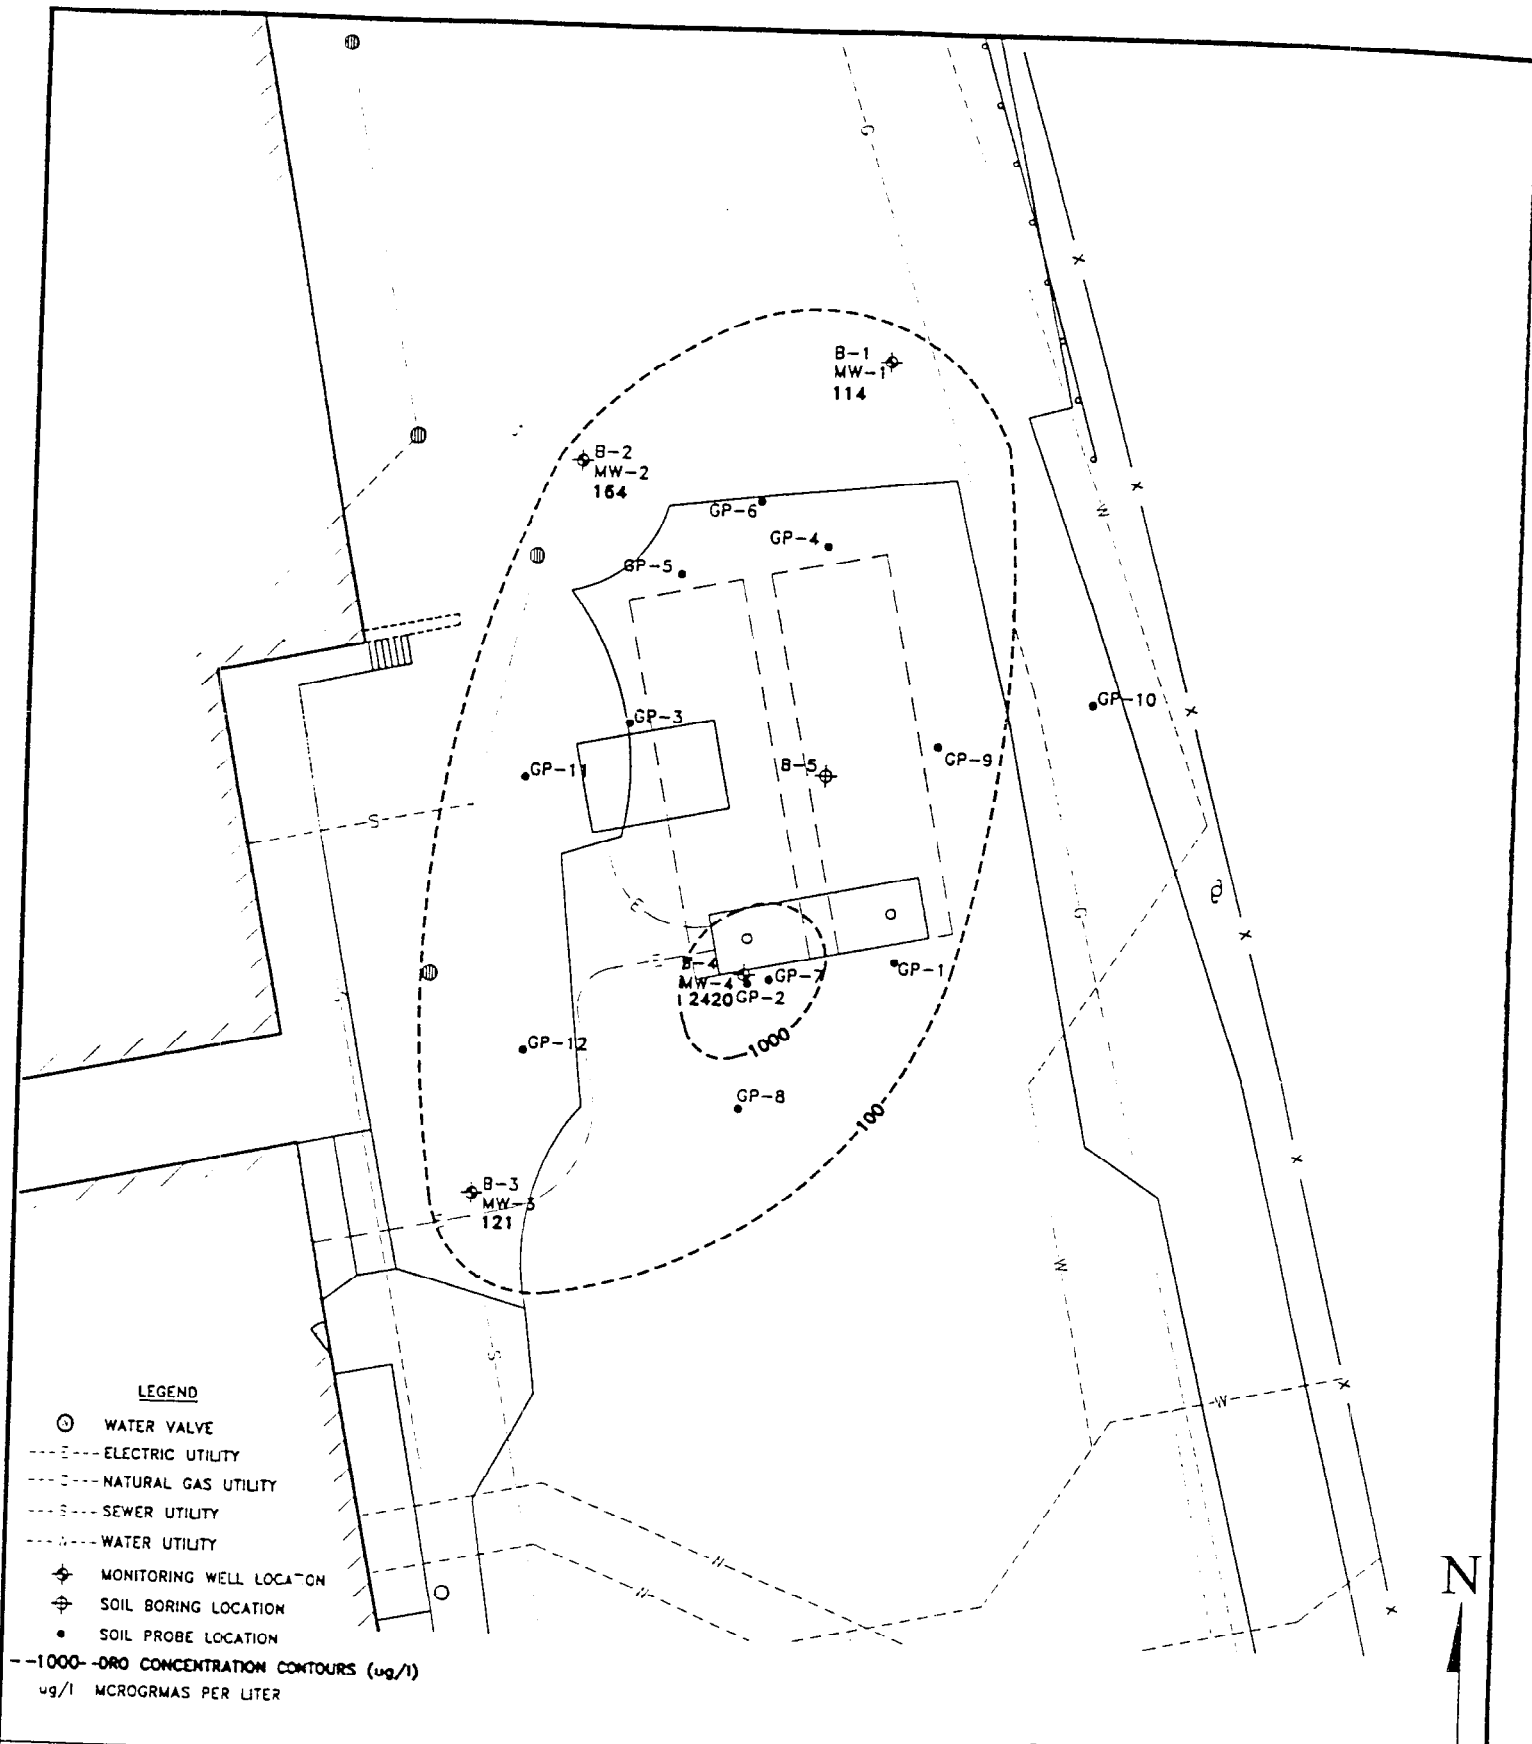 G
X
B-1
MW-1
114
B-2
MW-2
164
X
W
GP-6
GP-4
GP-5
GP-10
X
GP-3
GP-9
B-5
GP-11
S
E
G
X
E
B-4
GP-1
MW-4
GP-7
2420
GP-2
1000
GP-12
GP-8
100
X
B-3
MW-3
121
W
S
X
W
LEGEND
WATER VALVE
ELECTRIC UTILITY
NATURAL GAS UTILITY
SEWER UTILITY
WATER UTILITY
W
W
X
N
MONITORING WELL LOCATION
SOIL BORING LOCATION
SOIL PROBE LOCATION
--1000--DRO CONCENTRATION CONTOURS (ug/l)
ug/l MCROGRMAS PER LITER